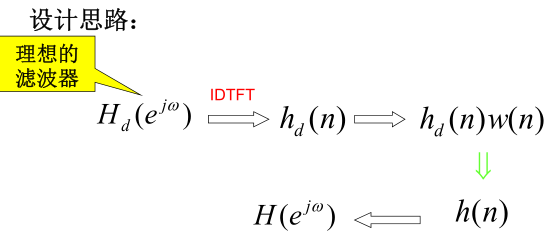 设计思路：
理想的
滤波器
IDTFT
H_d(e^{jω}) ⇒ h_d(n) ⇒ h_d(n)w(n)
⇓
H(e^{jω}) ⇐ h(n)